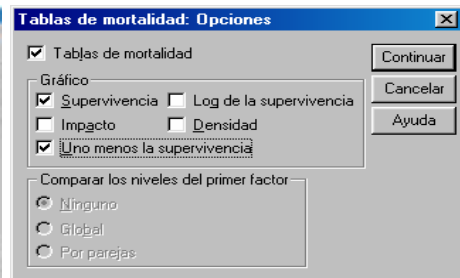 Tablas de mortalidad: Opciones
Tablas de mortalidad
Continuar
Gráfico
Cancelar
Supervivencia
Log de la supervivencia
Impacto
Densidad
Ayuda
Uno menos la supervivencia
Comparar los niveles del primer factor
Ninguno
Global
Por parejas